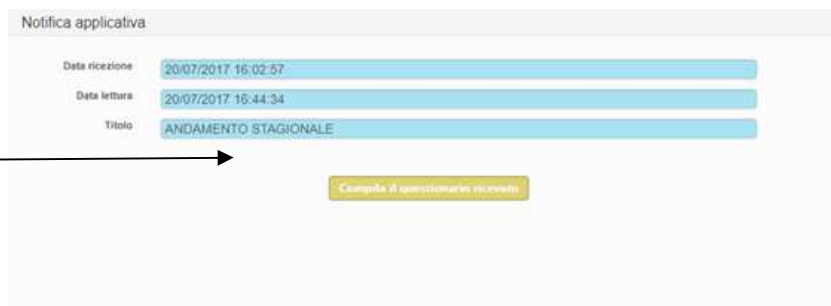 Notifica applicativa
Data ricezione 20/07/2017 16:02:57
Data lettura 20/07/2017 16:44:34
Titolo ANDAMENTO STAGIONALE
Compila il questionario ricevuto